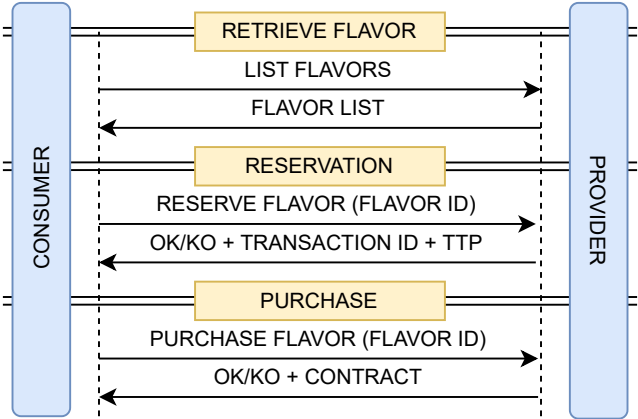 RETRIEVE FLAVOR
LIST FLAVORS
FLAVOR LIST
RESERVATION
CONSUMER
PROVIDER
RESERVE FLAVOR (FLAVOR ID)
OK/KO + TRANSACTION ID + TTP
PURCHASE
PURCHASE FLAVOR (FLAVOR ID)
OK/KO + CONTRACT